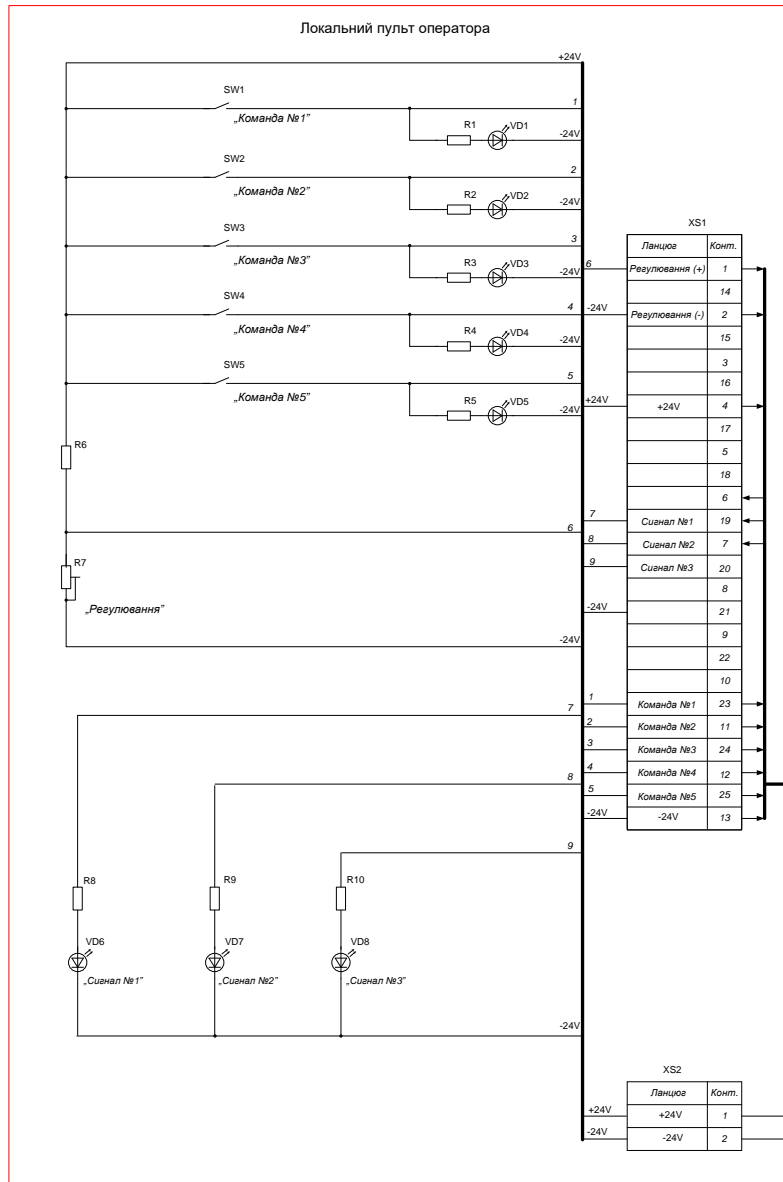 Локальний пульт оператора
+24V
SW1
1
„Команда №1”
R1
VD1
-24V
SW2
2
„Команда №2”
R2
VD2
-24V
SW3
3
„Команда №3”
R3
VD3
-24V
SW4
4
„Команда №4”
R4
VD4
-24V
SW5
5
„Команда №5”
R5
VD5
-24V
R6
6
R7
„Регулювання”
-24V
7
8
9
R8
R9
R10
VD6
VD7
VD8
„Сигнал №1”
„Сигнал №2”
„Сигнал №3”
-24V
XS1
Ланцюг Конт.
6 Регулювання (+) 1
14
-24V Регулювання (-) 2
15
3
16
+24V +24V 4
17
5
18
6
7 Сигнал №1 19
8 Сигнал №2 7
9 Сигнал №3 20
8
-24V 21
9
22
10
1 Команда №1 23
2 Команда №2 11
3 Команда №3 24
4 Команда №4 12
5 Команда №5 25
-24V -24V 13
XS2
Ланцюг Конт.
+24V +24V 1
-24V -24V 2